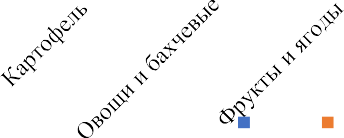 Картофель
Овощи и бахчевые
Фрукты и ягоды